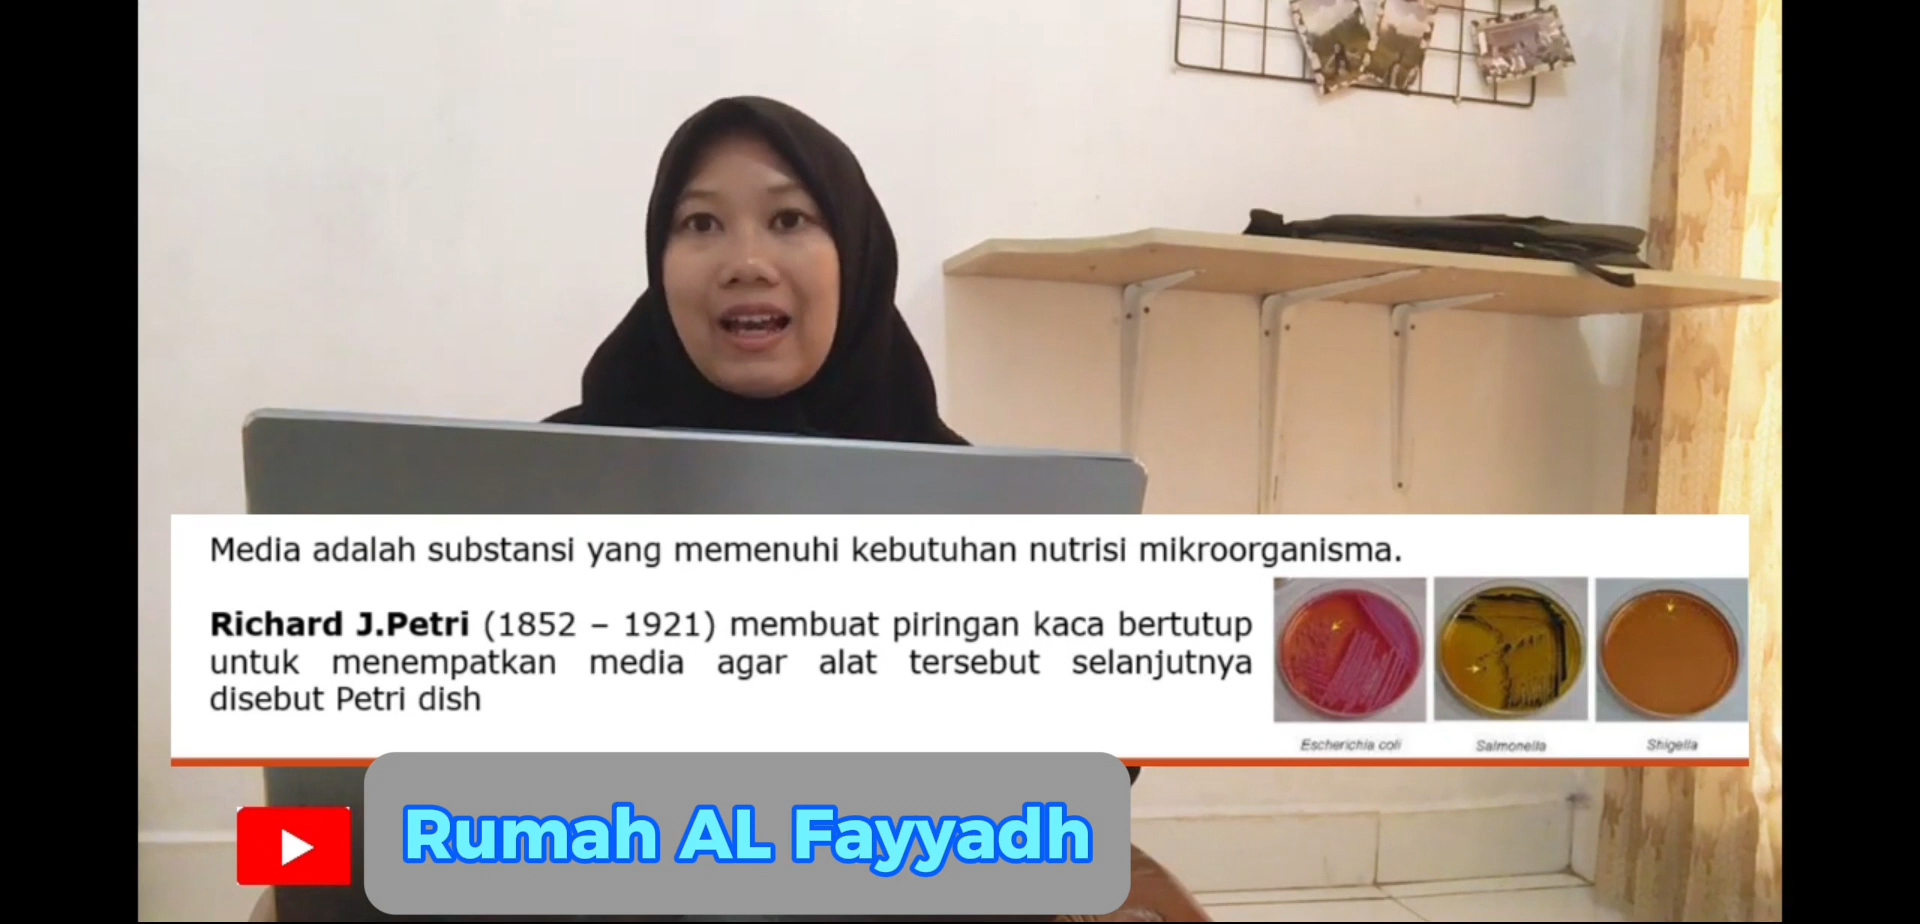 Media adalah substansi yang memenuhi kebutuhan nutrisi mikroorganisma.
Richard J.Petri (1852 – 1921) membuat piringan kaca bertutup
untuk menempatkan media agar alat tersebut selanjutnya
disebut Petri dish
Escherichia coli
Salmonella
Shigella
Rumah AL Fayyadh